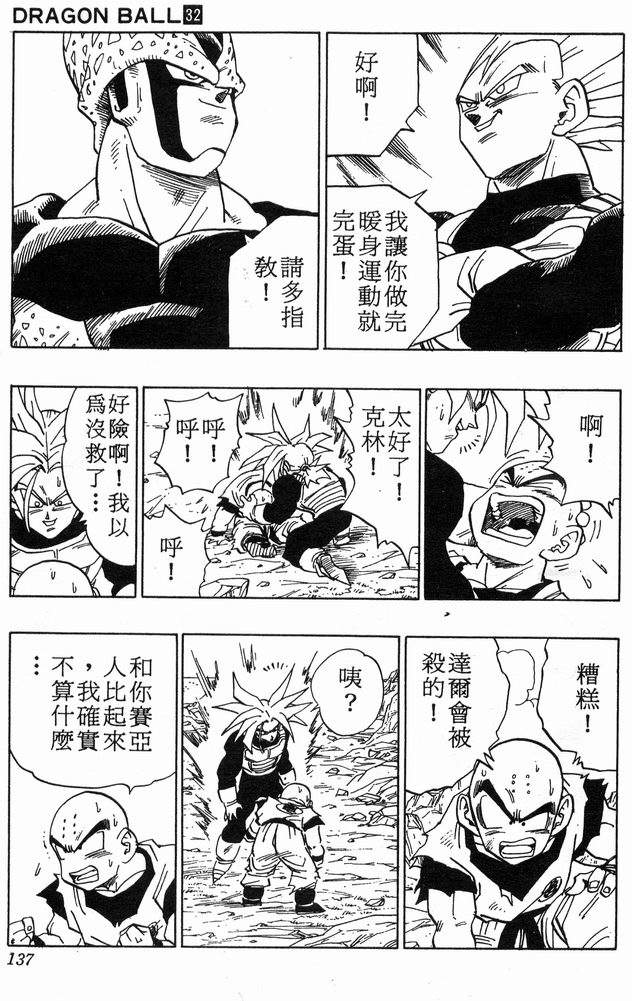 DRAGON BALL 32
好啊！
我讓你做完
暖身運動就
完蛋！
請多指
教！
啊！
太好了！
克林！
呼！
呼！
呼！
好險啊！我以
為沒救了…
糟糕！
達爾會被
殺的！
咦？
和你賽亞
人比起來
，我確實
不算什麼
…
137